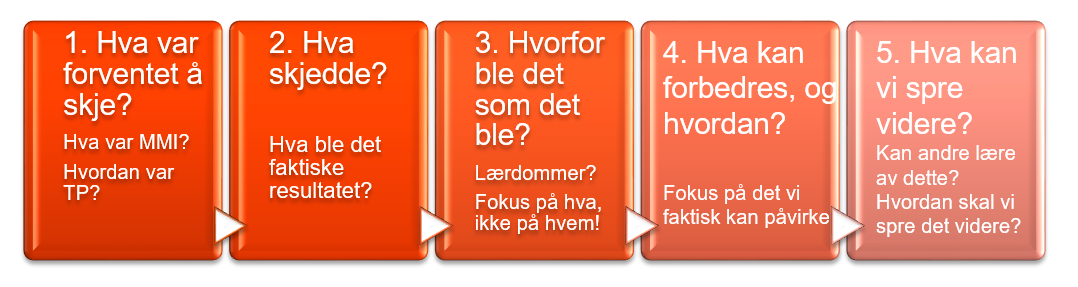 1. Hva var
forventet å
skje?
Hva var MMI?
Hvordan var
TP?
2. Hva
skjedde?
Hva ble det
faktiske
resultatet?
3. Hvorfor
ble det
som det
ble?
Lærdommer?
Fokus på hva,
ikke på hvem!
4. Hva kan
forbedres, og
hvordan?
Fokus på det vi
faktisk kan påvirke
5. Hva kan
vi spre
videre?
Kan andre lære
av dette?
Hvordan skal vi
spre det videre?